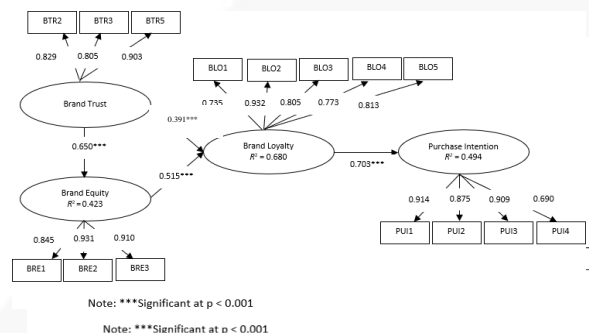 BTR2 BTR3 BTR5
0.829 0.805 0.903
BLO1 BLO2 BLO3 BLO4 BLO5
0.735 0.932 0.805 0.773 0.813
Brand Trust
0.391***
0.650***
Brand Loyalty
R² = 0.680
0.703***
Purchase Intention
R² = 0.494
0.515***
Brand Equity
R² = 0.423
0.914 0.875 0.909 0.690
PUI1 PUI2 PUI3 PUI4
0.845 0.931 0.910
BRE1 BRE2 BRE3
Note: ***Significant at p < 0.001
Note: ***Significant at p < 0.001